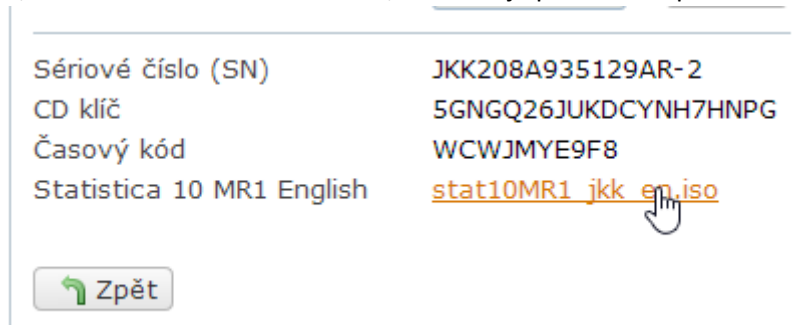 Sériové číslo (SN) JKK208A935129AR-2
CD klíč 5GNGQ26JUKDCYNH7HNPG
Časový kód WCWJMYE9F8
Statistica 10 MR1 English stat10MR1_jkk_en.iso
Zpět